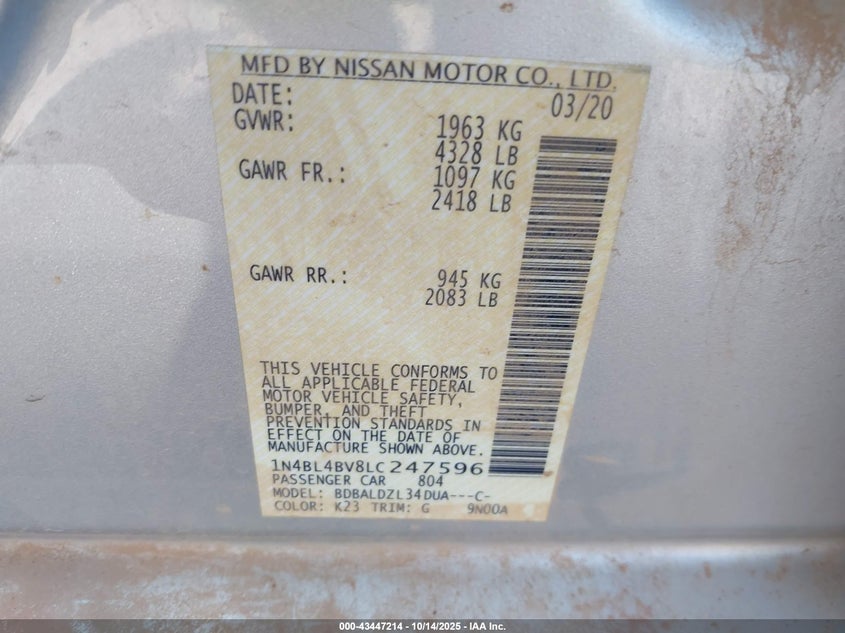 MFD BY NISSAN MOTOR CO., LTD.
DATE: 03/20
GVWR: 1963 KG
4328 LB
GAWR FR.: 1097 KG
2418 LB
GAWR RR.: 945 KG
2083 LB
THIS VEHICLE CONFORMS TO
ALL APPLICABLE FEDERAL
MOTOR VEHICLE SAFETY,
BUMPER, AND THEFT
PREVENTION STANDARDS IN
EFFECT ON THE DATE OF
MANUFACTURE SHOWN ABOVE.
1N4BL4BV8LC247596
PASSENGER CAR 804
MODEL: BDBALDZL34DUA---C-
COLOR: K23 TRIM: G 9N00A
000-43447214 - 10/14/2025 - IAA Inc.